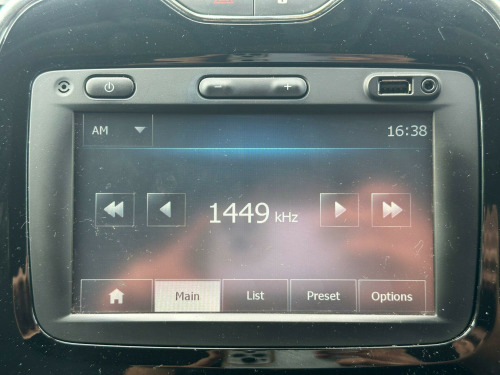 AM 16:38
1449 kHz
Main List Preset Options